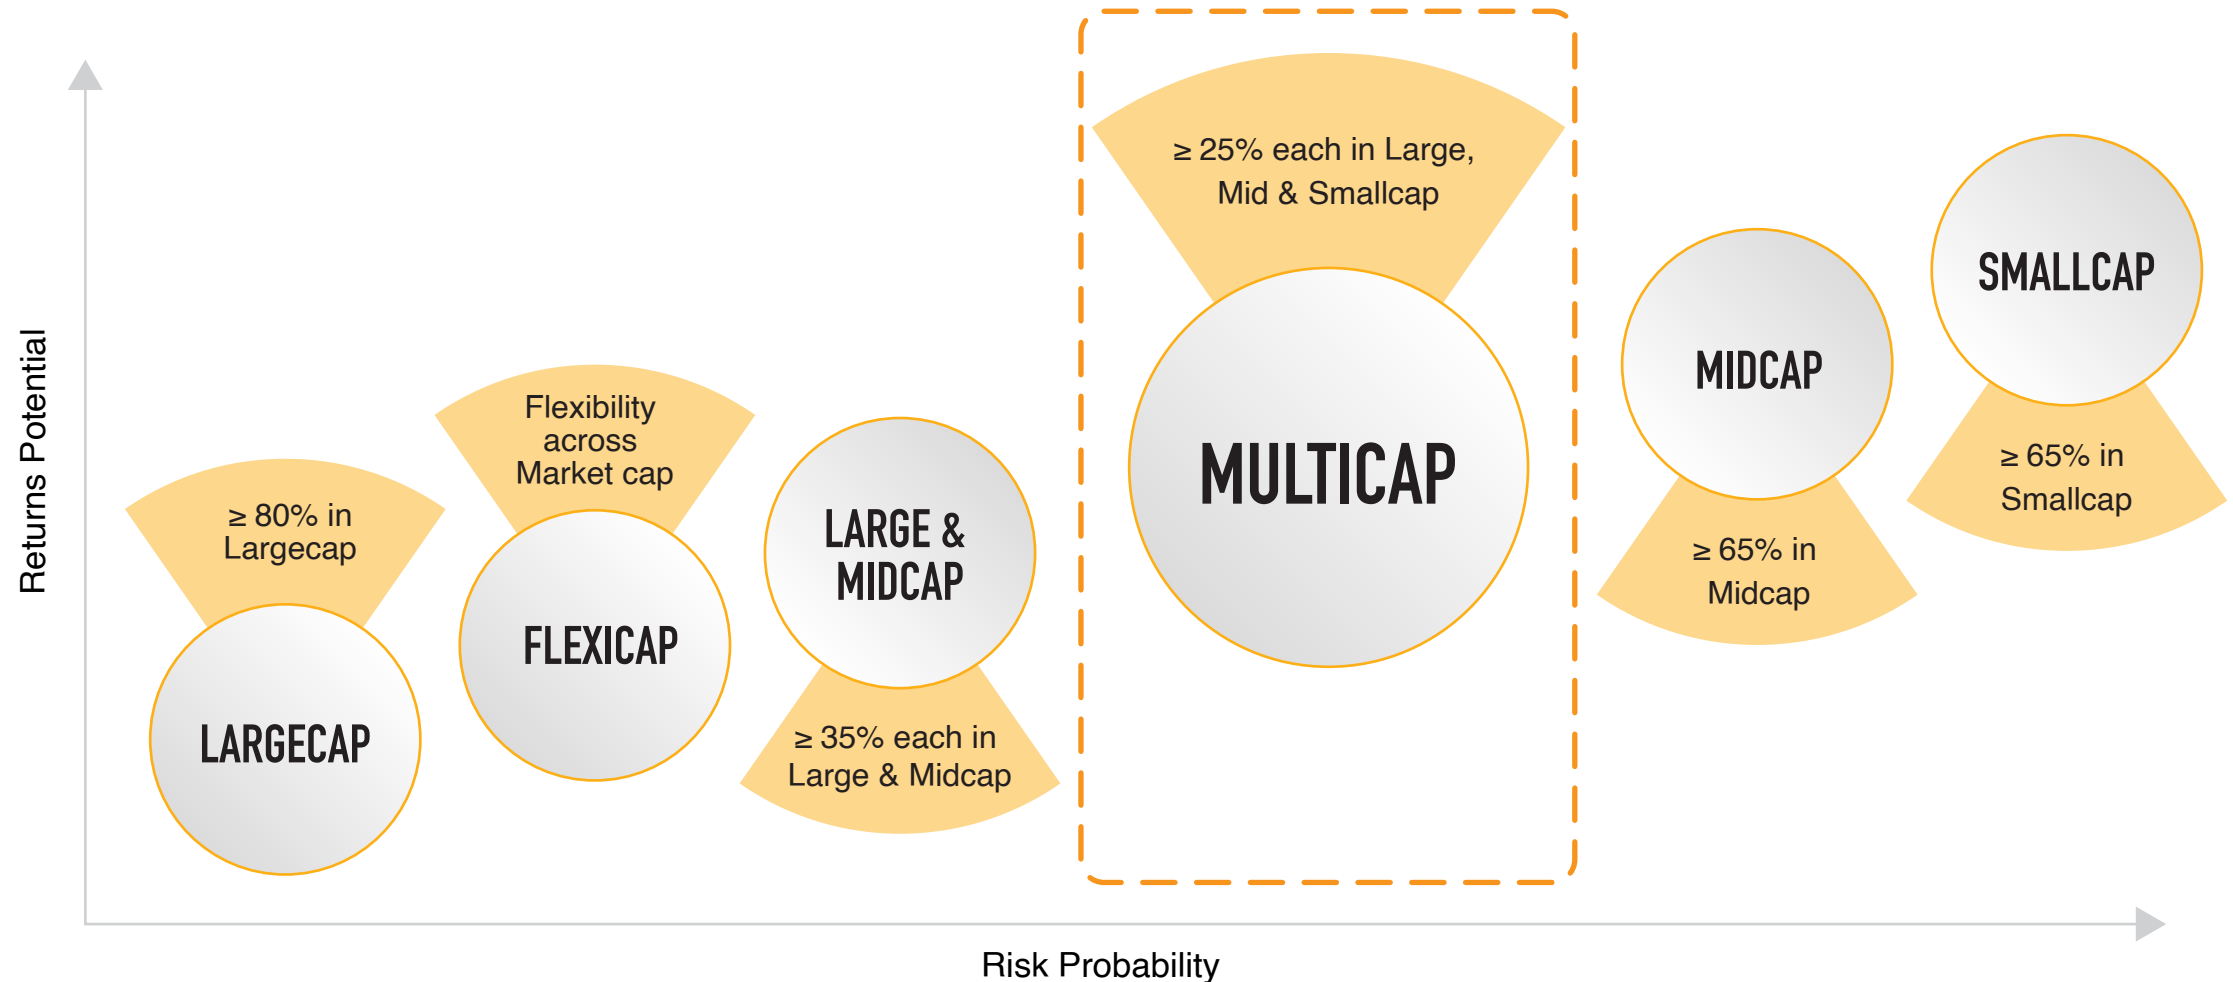 Returns Potential
≥ 80% in
Largecap
LARGECAP
Flexibility
across
Market cap
FLEXICAP
LARGE &
MIDCAP
≥ 35% each in
Large & Midcap
≥ 25% each in Large,
Mid & Smallcap
MULTICAP
MIDCAP
≥ 65% in
Midcap
SMALLCAP
≥ 65% in
Smallcap
Risk Probability